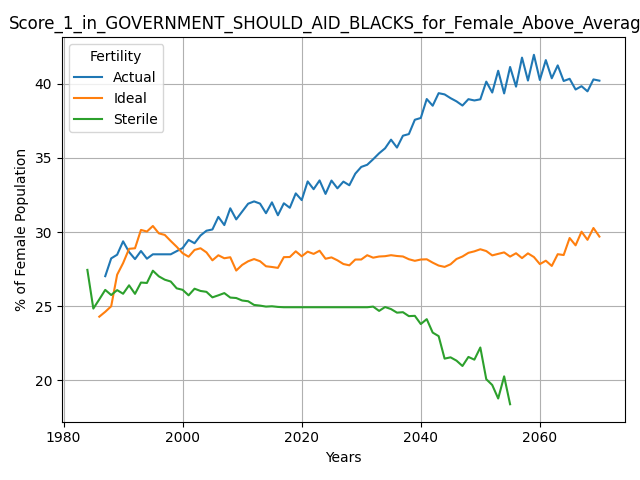 Score_1_in_GOVERNMENT_SHOULD_AID_BLACKS_for_Female_Above_Averag
Fertility
Actual
Ideal
Sterile
% of Female Population
40
35
30
25
20
1980
2000
2020
2040
2060
Years